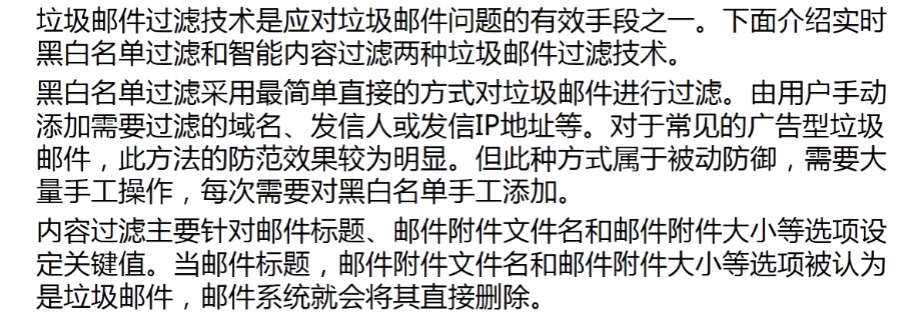 垃圾邮件过滤技术是应对垃圾邮件问题的有效手段之一。下面介绍实时
黑白名单过滤和智能内容过滤两种垃圾邮件过滤技术。
黑白名单过滤采用最简单直接的方式对垃圾邮件进行过滤。由用户手动
添加需要过滤的域名、发信人或发信IP地址等。对于常见的广告型垃圾
邮件，此方法的防范效果较为明显。但此种方式属于被动防御，需要大
量手工操作，每次需要对黑白名单手工添加。
内容过滤主要针对邮件标题、邮件附件文件名和邮件附件大小等选项设
定关键值。当邮件标题，邮件附件文件名和邮件附件大小等选项被认为
是垃圾邮件，邮件系统就会将其直接删除。